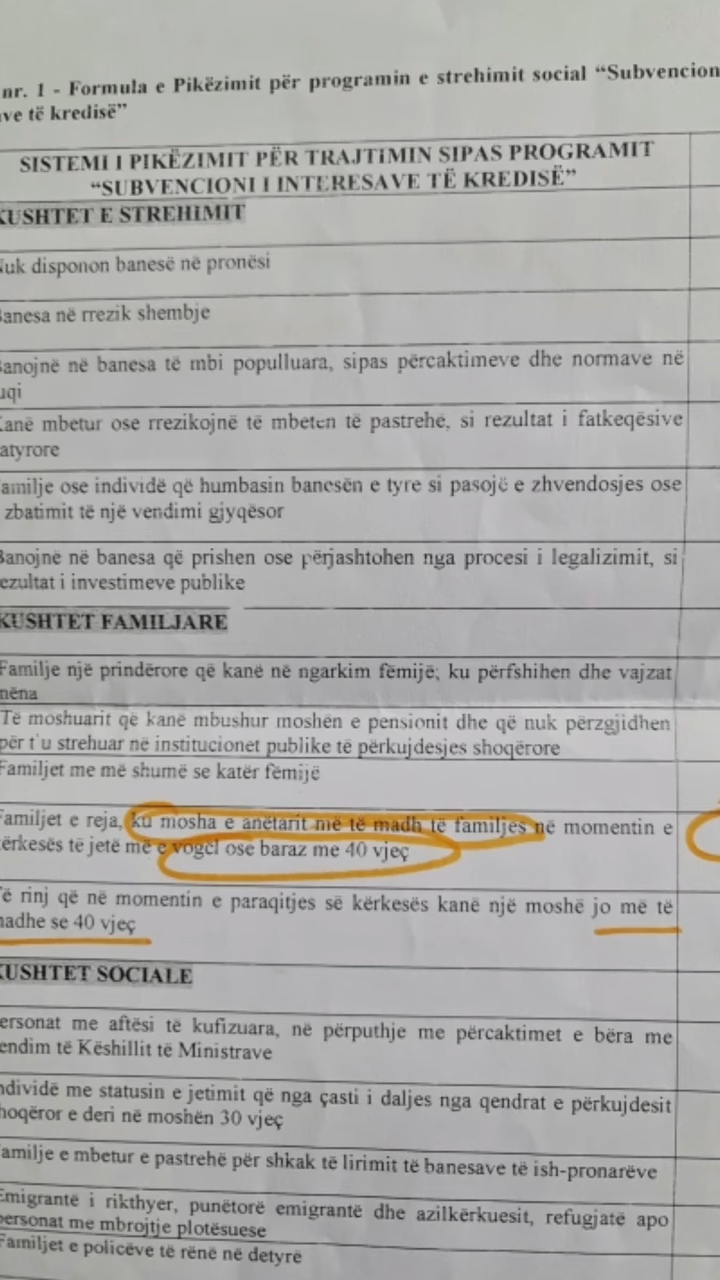 nr. 1 - Formula e Pikëzimit për programin e strehimit social “Subvencion
ve të kredisë”
SISTEMI I PIKËZIMIT PËR TRAJTIMIN SIPAS PROGRAMIT
“SUBVENCIONI I INTERESAVE TË KREDISË”
KUSHTET E STREHIMIT
Nuk disponon banesë në pronësi
Banesa në rrezik shembje
Banojnë në banesa të mbi populluara, sipas përcaktimeve dhe normave në
uqi
Kanë mbetur ose rrezikojnë të mbeten të pastrehë, si rezultat i fatkeqësive
atyrore
amilje ose individë që humbasin banesën e tyre si pasojë e zhvendosjes ose
zbatimit të një vendimi gjyqësor
Banojnë në banesa që prishen ose përjashtohen nga procesi i legalizimit, si
ezultat i investimeve publike
KUSHTET FAMILJARE
Familje një prindërore që kanë në ngarkim fëmijë; ku përfshihen dhe vajzat
nëna
Të moshuarit që kanë mbushur moshën e pensionit dhe që nuk përzgjidhen
për t'u strehuar në institucionet publike të përkujdesjes shoqërore
Familjet me më shumë se katër fëmijë
Familjet e reja, ku mosha e anëtarit më të madh të familjes në momentin e
kërkesës të jetë më e vogël ose baraz me 40 vjeç
Të rinj që në momentin e paraqitjes së kërkesës kanë një moshë jo më të
madhe se 40 vjeç
KUSHTET SOCIALE
ersonat me aftësi të kufizuara, në përputhje me përcaktimet e bëra me
endim të Këshillit të Ministrave
ndividë me statusin e jetimit që nga çasti i daljes nga qendrat e përkujdesit
hoqëror e deri në moshën 30 vjeç
amilje e mbetur e pastrehë për shkak të lirimit të banesave të ish-pronarëve
Emigrantë i rikthyer, punëtorë emigrantë dhe azilkërkuesit, refugjatë apo
personat me mbrojtje plotësuese
Familjet e policëve të rënë në detyrë